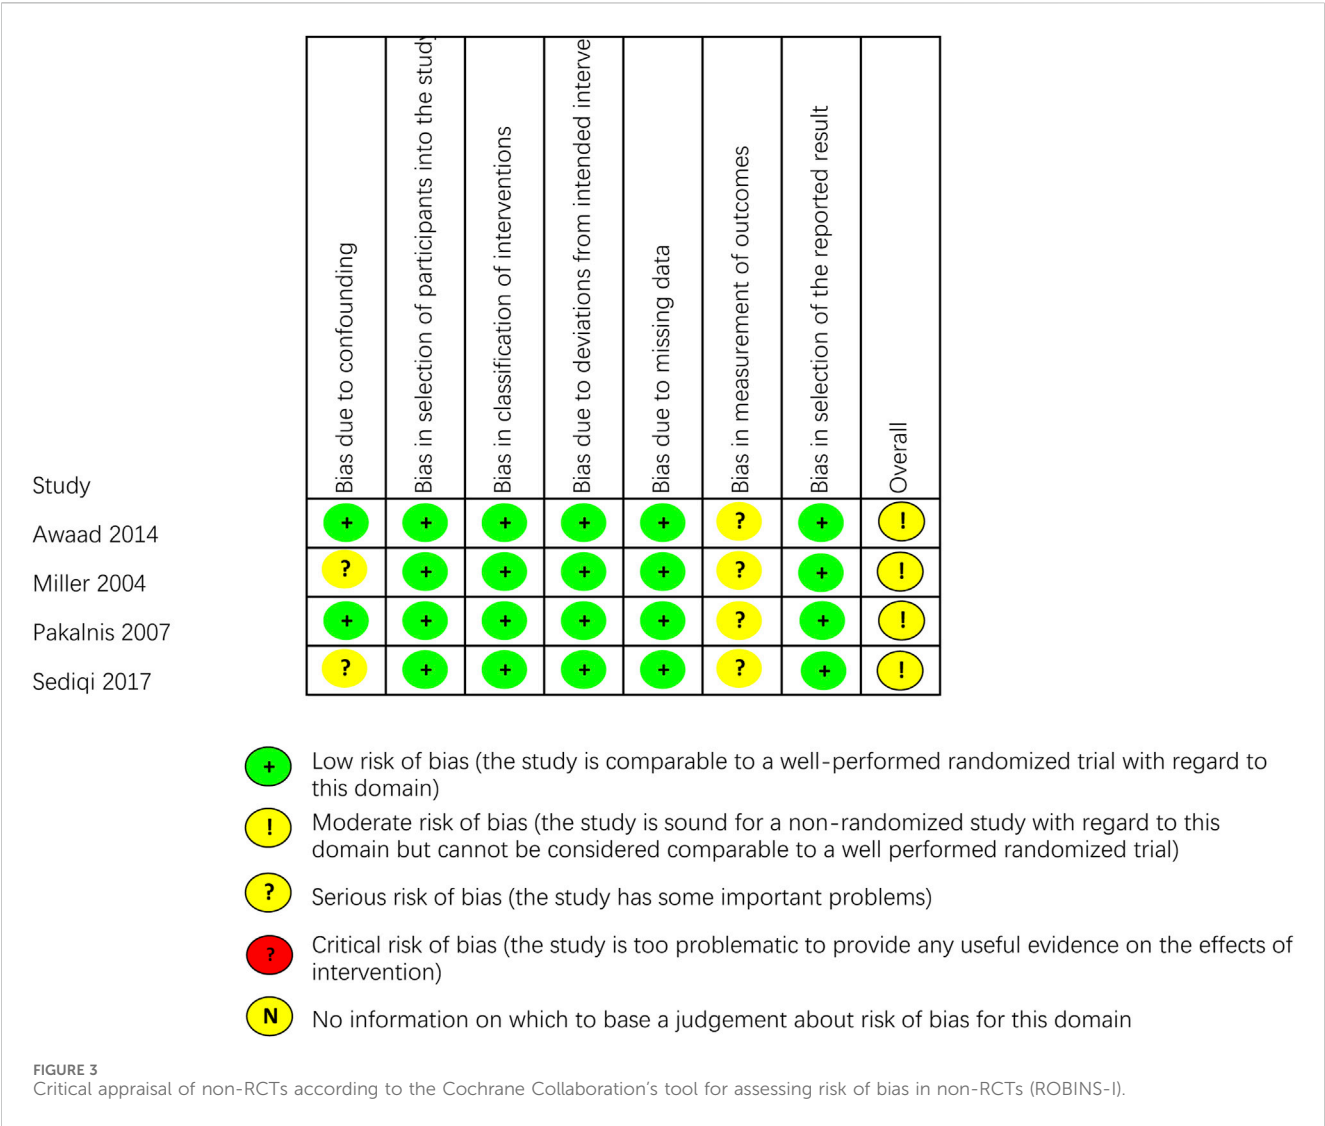 Bias due to confounding
Bias in selection of participants into the study
Bias in classification of interventions
Bias due to deviations from intended interve
Bias due to missing data
Bias in measurement of outcomes
Bias in selection of the reported result
Overall
Study
Awaad 2014 + + + + + ? + !
Miller 2004 ? + + + + ? + !
Pakalnis 2007 + + + + + ? + !
Sediqi 2017 ? + + + + ? + !
+ Low risk of bias (the study is comparable to a well-performed randomized trial with regard to
this domain)
! Moderate risk of bias (the study is sound for a non-randomized study with regard to this
domain but cannot be considered comparable to a well performed randomized trial)
? Serious risk of bias (the study has some important problems)
? Critical risk of bias (the study is too problematic to provide any useful evidence on the effects of
intervention)
N No information on which to base a judgement about risk of bias for this domain
FIGURE 3
Critical appraisal of non-RCTs according to the Cochrane Collaboration’s tool for assessing risk of bias in non-RCTs (ROBINS-I).